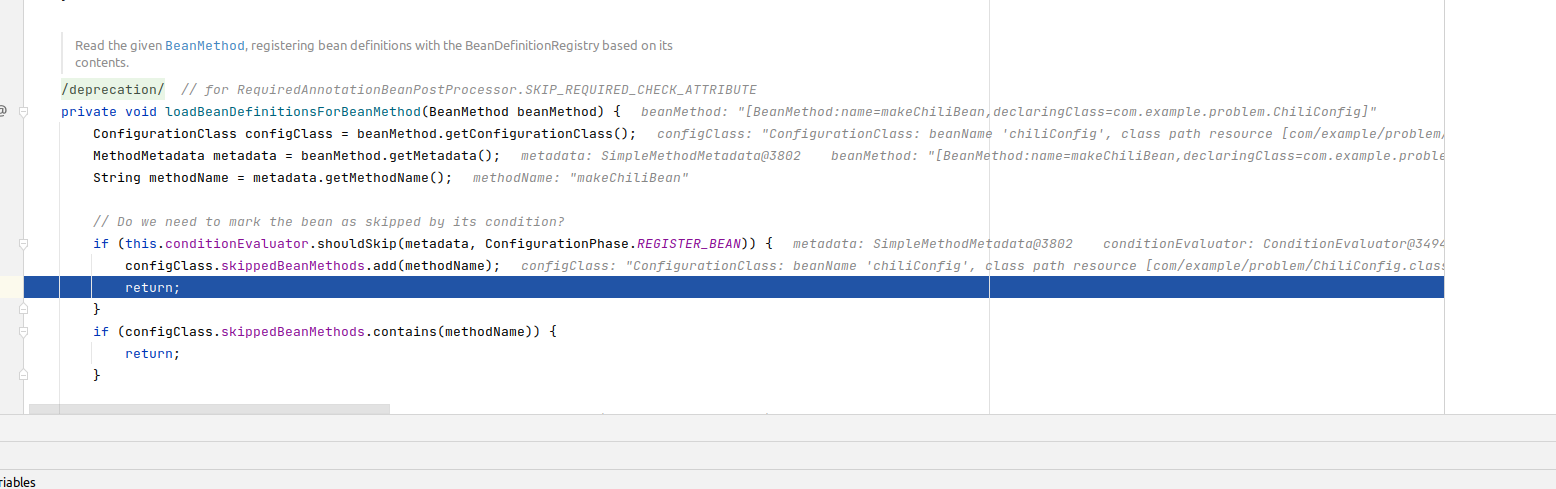 Read the given BeanMethod, registering bean definitions with the BeanDefinitionRegistry based on its
contents.
/deprecation/ // for RequiredAnnotationBeanPostProcessor.SKIP_REQUIRED_CHECK_ATTRIBUTE
@
private void loadBeanDefinitionsForBeanMethod(BeanMethod beanMethod) { beanMethod: "[BeanMethod:name=makeChiliBean,declaringClass=com.example.problem.ChiliConfig]"
ConfigurationClass configClass = beanMethod.getConfigurationClass(); configClass: "ConfigurationClass: beanName 'chiliConfig', class path resource [com/example/problem/
MethodMetadata metadata = beanMethod.getMetadata(); metadata: SimpleMethodMetadata@3802 beanMethod: "[BeanMethod:name=makeChiliBean,declaringClass=com.example.proble
String methodName = metadata.getMethodName(); methodName: "makeChiliBean"
// Do we need to mark the bean as skipped by its condition?
if (this.conditionEvaluator.shouldSkip(metadata, ConfigurationPhase.REGISTER_BEAN)) { metadata: SimpleMethodMetadata@3802 conditionEvaluator: ConditionEvaluator@3494
configClass.skippedBeanMethods.add(methodName); configClass: "ConfigurationClass: beanName 'chiliConfig', class path resource [com/example/problem/ChiliConfig.class
return;
}
if (configClass.skippedBeanMethods.contains(methodName)) {
return;
}
riables